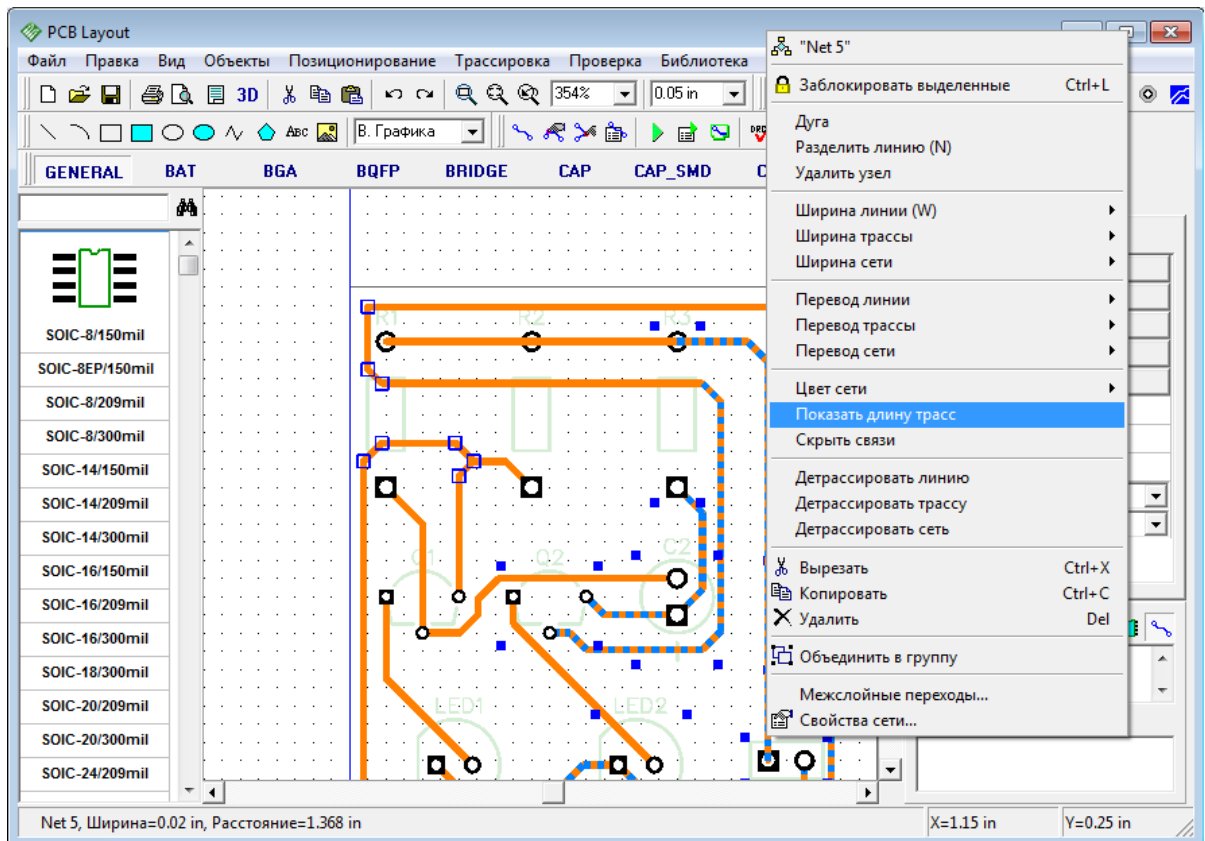 PCB Layout
Файл Правка Вид Объекты Позиционирование Трассировка Проверка Библиотека
3D 354% 0.05 in
ABC В. Графика
GENERAL BAT BGA BQFP BRIDGE CAP CAP_SMD
SOIC-8/150mil
SOIC-8EP/150mil
SOIC-8/209mil
SOIC-8/300mil
SOIC-14/150mil
SOIC-14/209mil
SOIC-14/300mil
SOIC-16/150mil
SOIC-16/209mil
SOIC-16/300mil
SOIC-18/300mil
SOIC-20/209mil
SOIC-20/300mil
SOIC-24/209mil
R1 R2 R3
Q1 Q2 C2
LED1 LED2
"Net 5"
Заблокировать выделенные Ctrl+L
Дуга
Разделить линию (N)
Удалить узел
Ширина линии (W)
Ширина трассы
Ширина сети
Перевод линии
Перевод трассы
Перевод сети
Цвет сети
Показать длину трасс
Скрыть связи
Детрассировать линию
Детрассировать трассу
Детрассировать сеть
Вырезать Ctrl+X
Копировать Ctrl+C
Удалить Del
Объединить в группу
Межслойные переходы...
Свойства сети...
Net 5, Ширина=0.02 in, Расстояние=1.368 in
X=1.15 in Y=0.25 in